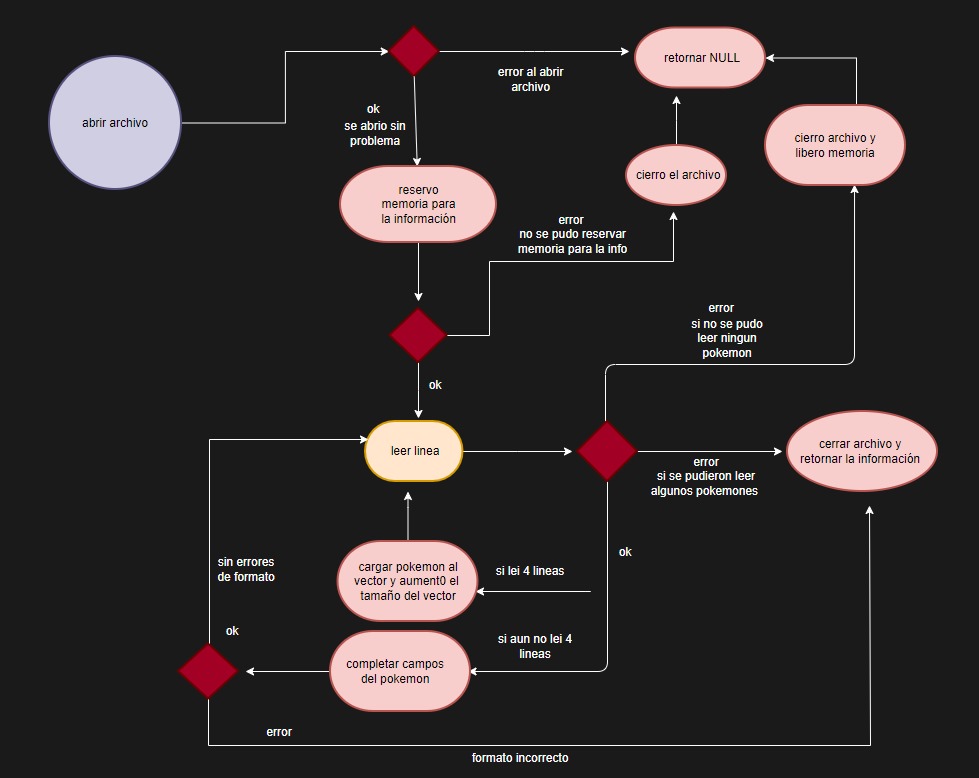 abrir archivo
error al abrir
archivo
retornar NULL
ok
se abrio sin
problema
cierro archivo y
libero memoria
reservo
memoria para
la información
cierro el archivo
error
no se pudo reservar
memoria para la info
error
si no se pudo
leer ningun
pokemon
ok
leer linea
error
si se pudieron leer
algunos pokemones
cerrar archivo y
retornar la información
ok
sin errores
de formato
cargar pokemon al
vector y aument0 el
tamaño del vector
si lei 4 lineas
ok
si aun no lei 4
lineas
completar campos
del pokemon
error
formato incorrecto